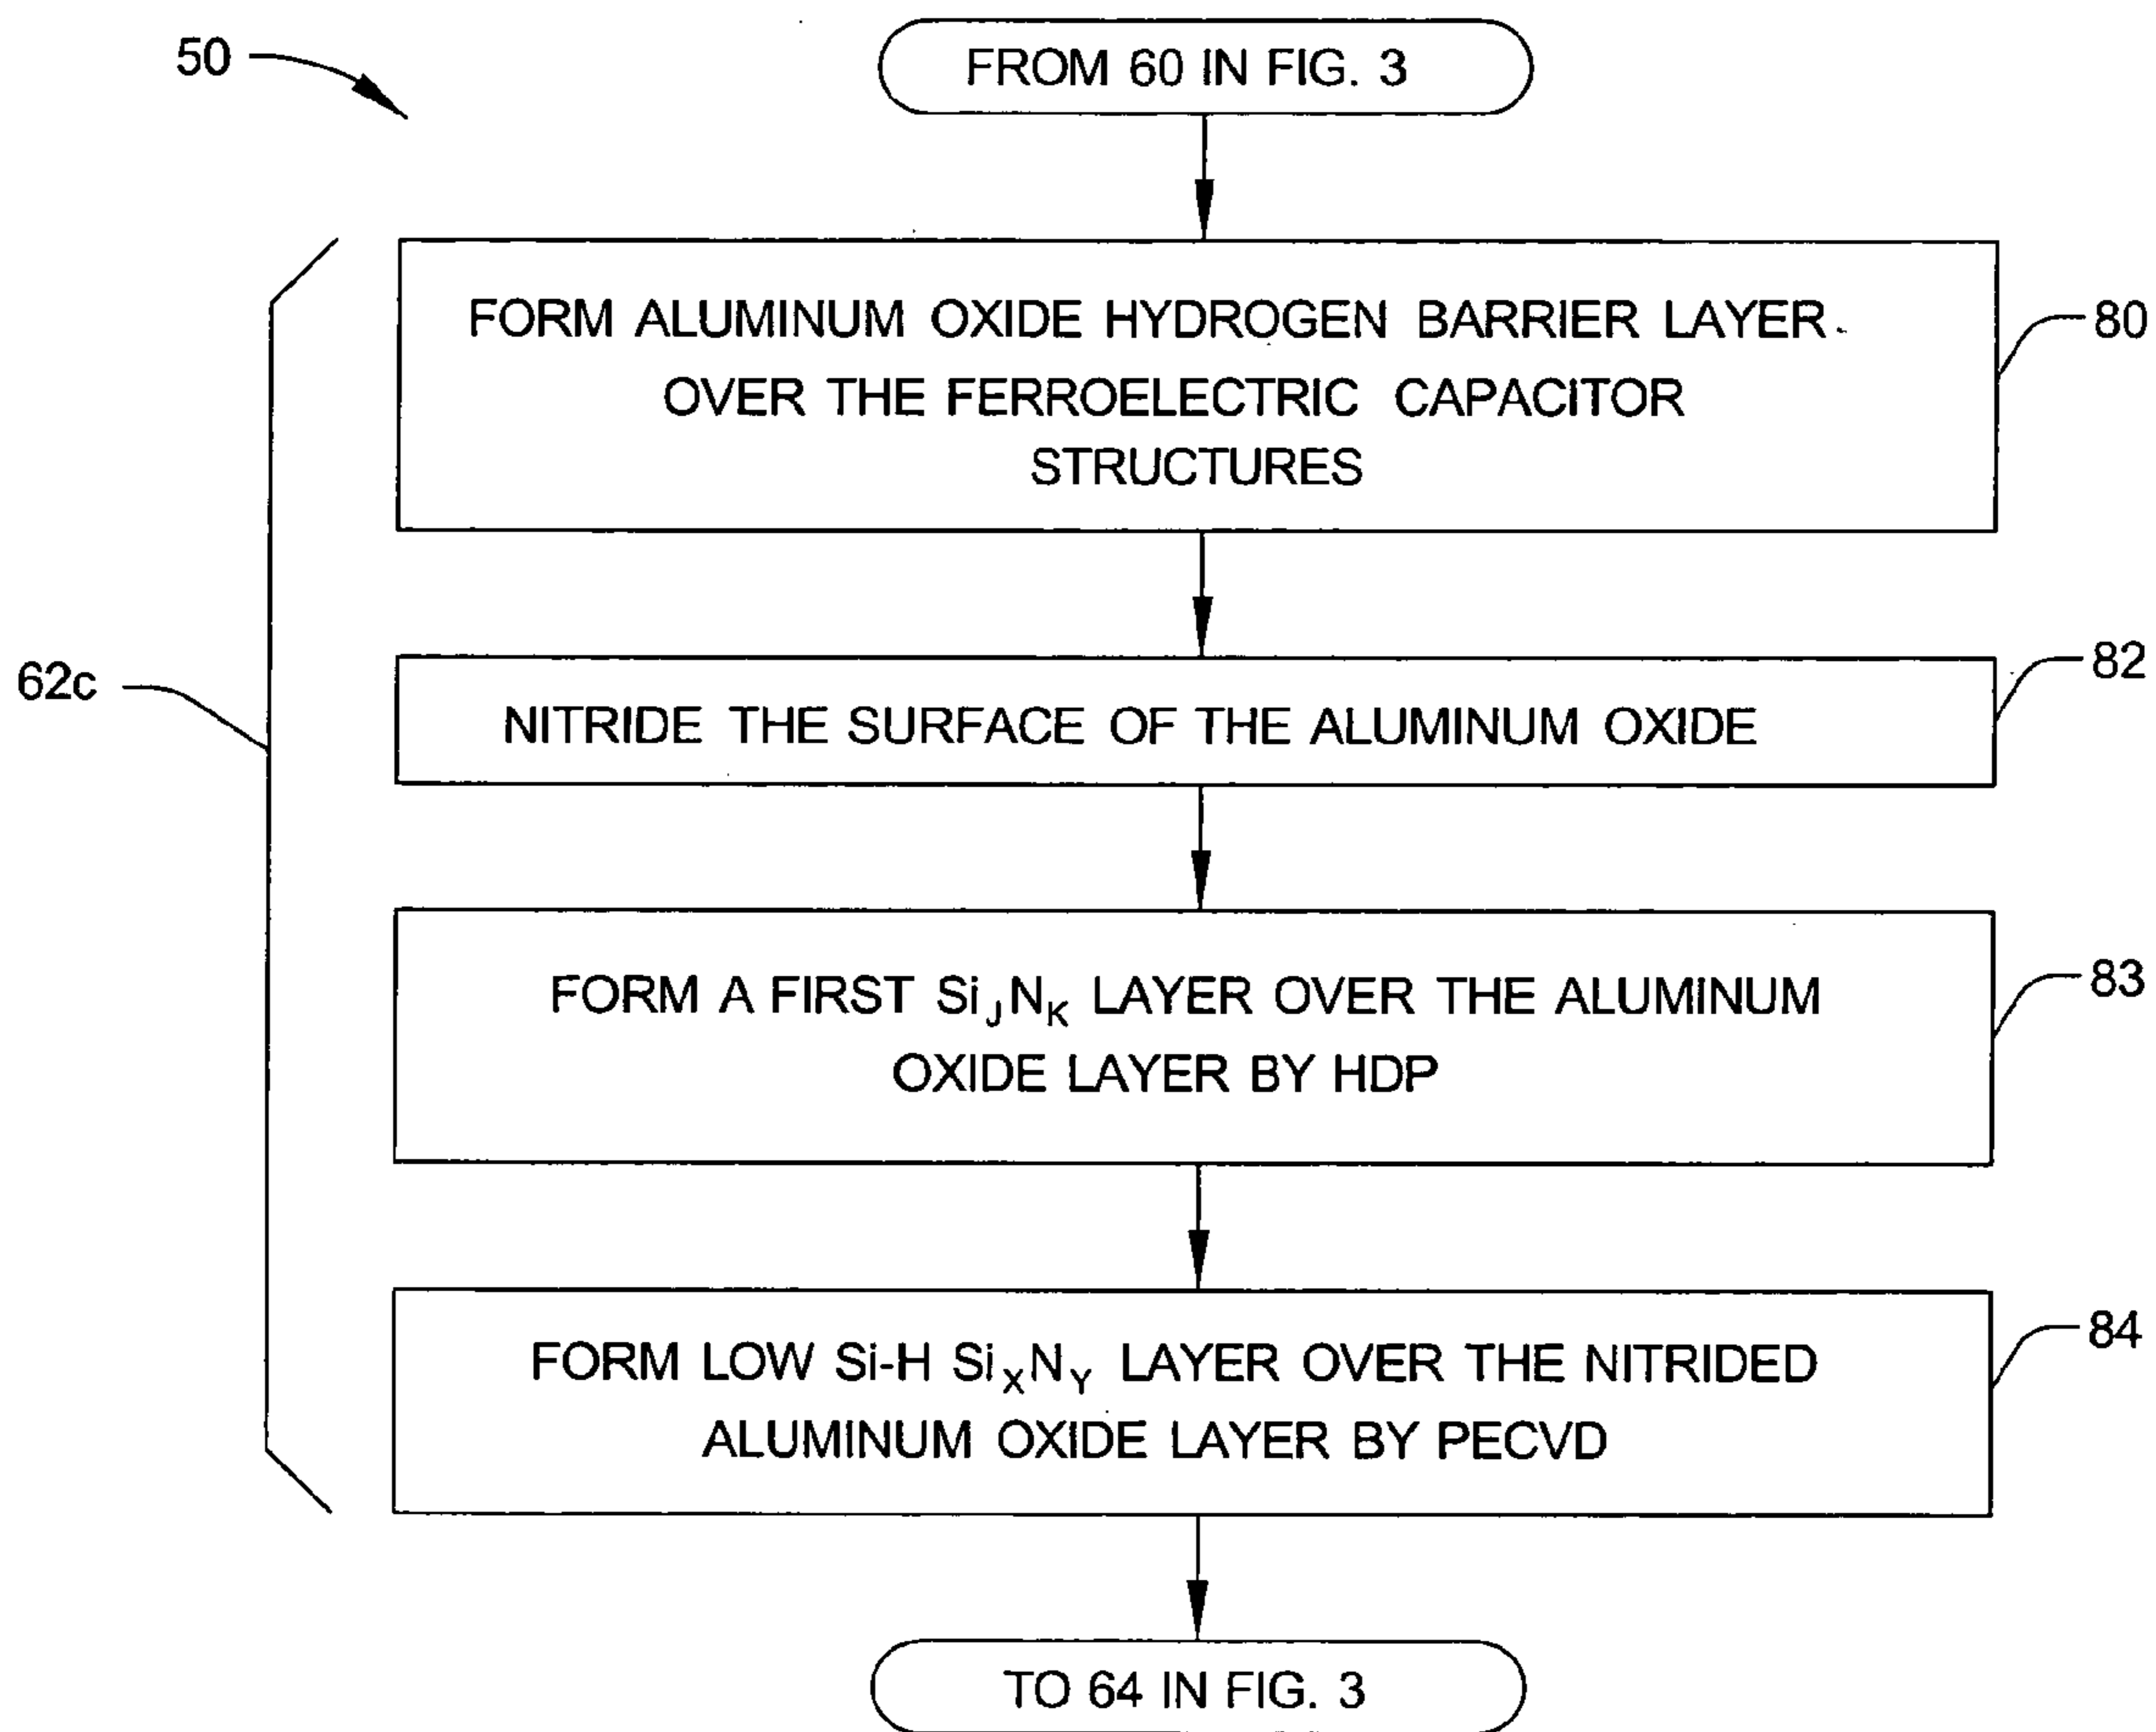 50
FROM 60 IN FIG. 3
FORM ALUMINUM OXIDE HYDROGEN BARRIER LAYER
OVER THE FERROELECTRIC CAPACITOR
STRUCTURES
80
62c
NITRIDE THE SURFACE OF THE ALUMINUM OXIDE
82
FORM A FIRST Si_JN_K LAYER OVER THE ALUMINUM
OXIDE LAYER BY HDP
83
FORM LOW Si-H Si_XN_Y LAYER OVER THE NITRIDED
ALUMINUM OXIDE LAYER BY PECVD
84
TO 64 IN FIG. 3